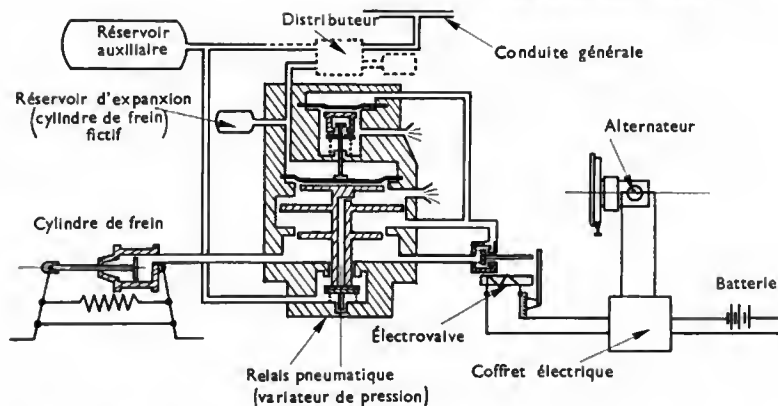 Distributeur
Réservoir
auxiliaire
Conduite générale
Réservoir d'expanxion
(cylindre de frein
fictif)
Alternateur
Cylindre de frein
Batterie
Électrovalve
Relais pneumatique
(variateur de pression)
Coffret électrique